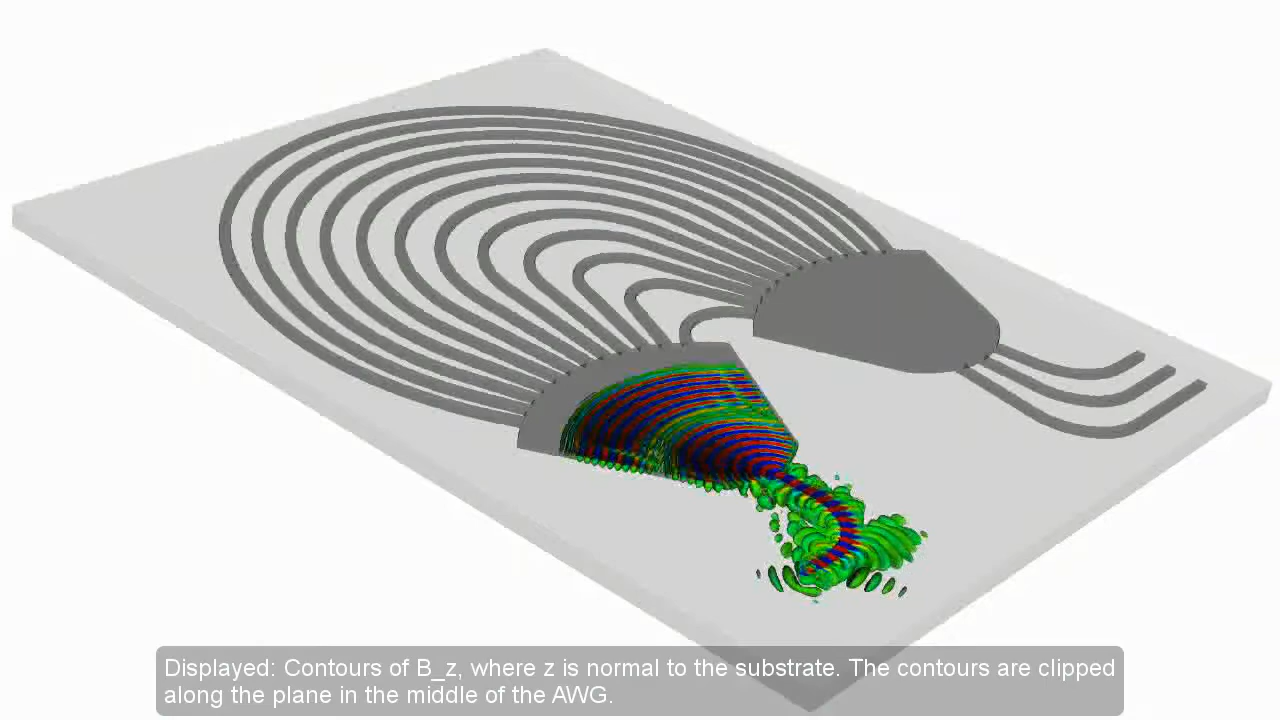 Displayed: Contours of B_z, where z is normal to the substrate. The contours are clipped
along the plane in the middle of the AWG.